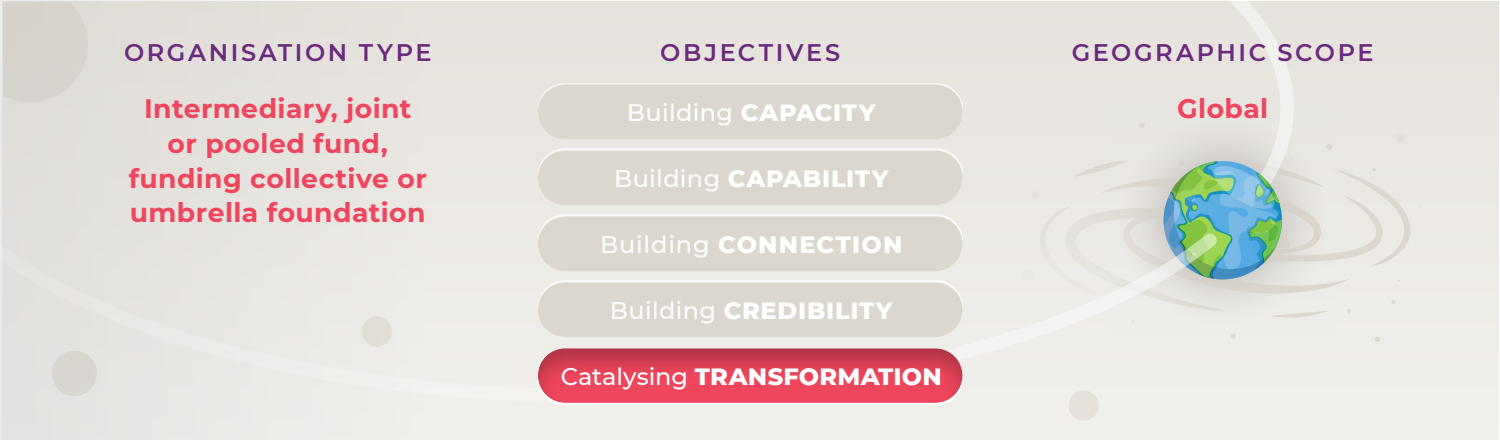 ORGANISATION TYPE
Intermediary, joint
or pooled fund,
funding collective or
umbrella foundation
OBJECTIVES
Building CAPACITY
Building CAPABILITY
Building CONNECTION
Building CREDIBILITY
Catalysing TRANSFORMATION
GEOGRAPHIC SCOPE
Global